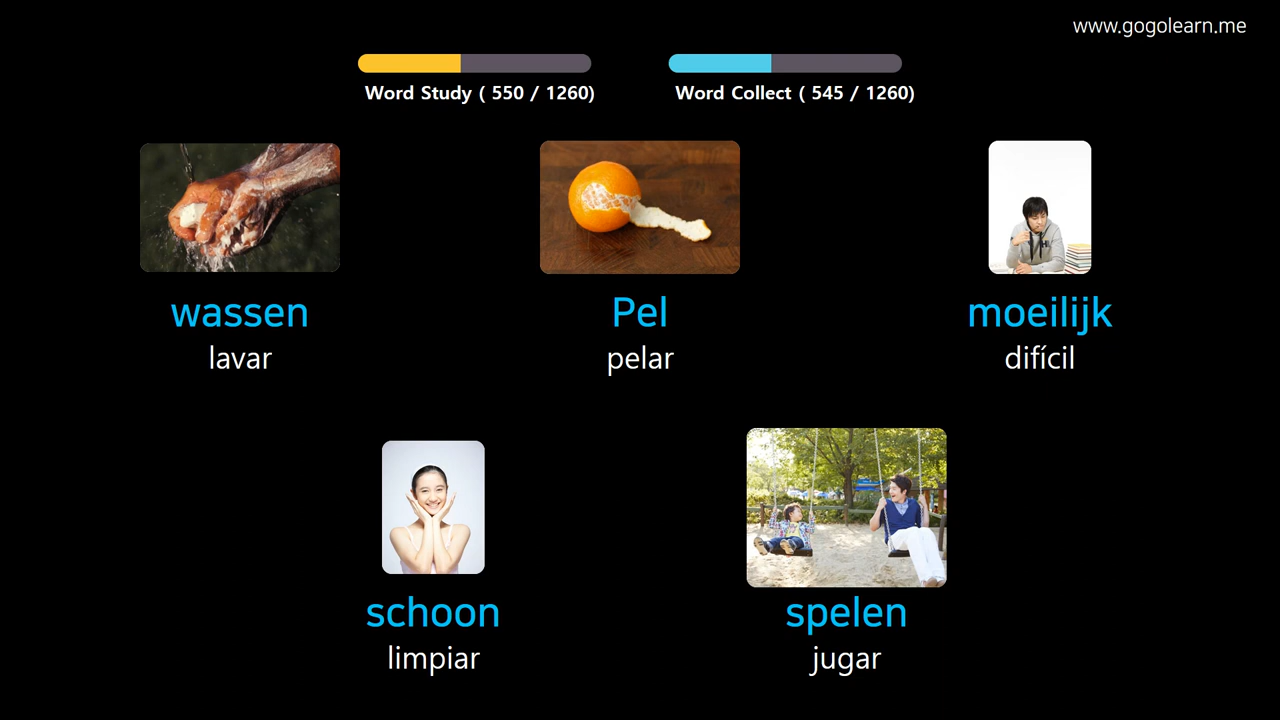 www.gogolearn.me
Word Study ( 550 / 1260)
Word Collect ( 545 / 1260)
wassen
lavar
Pel
pelar
moeilijk
difícil
schoon
limpiar
spelen
jugar